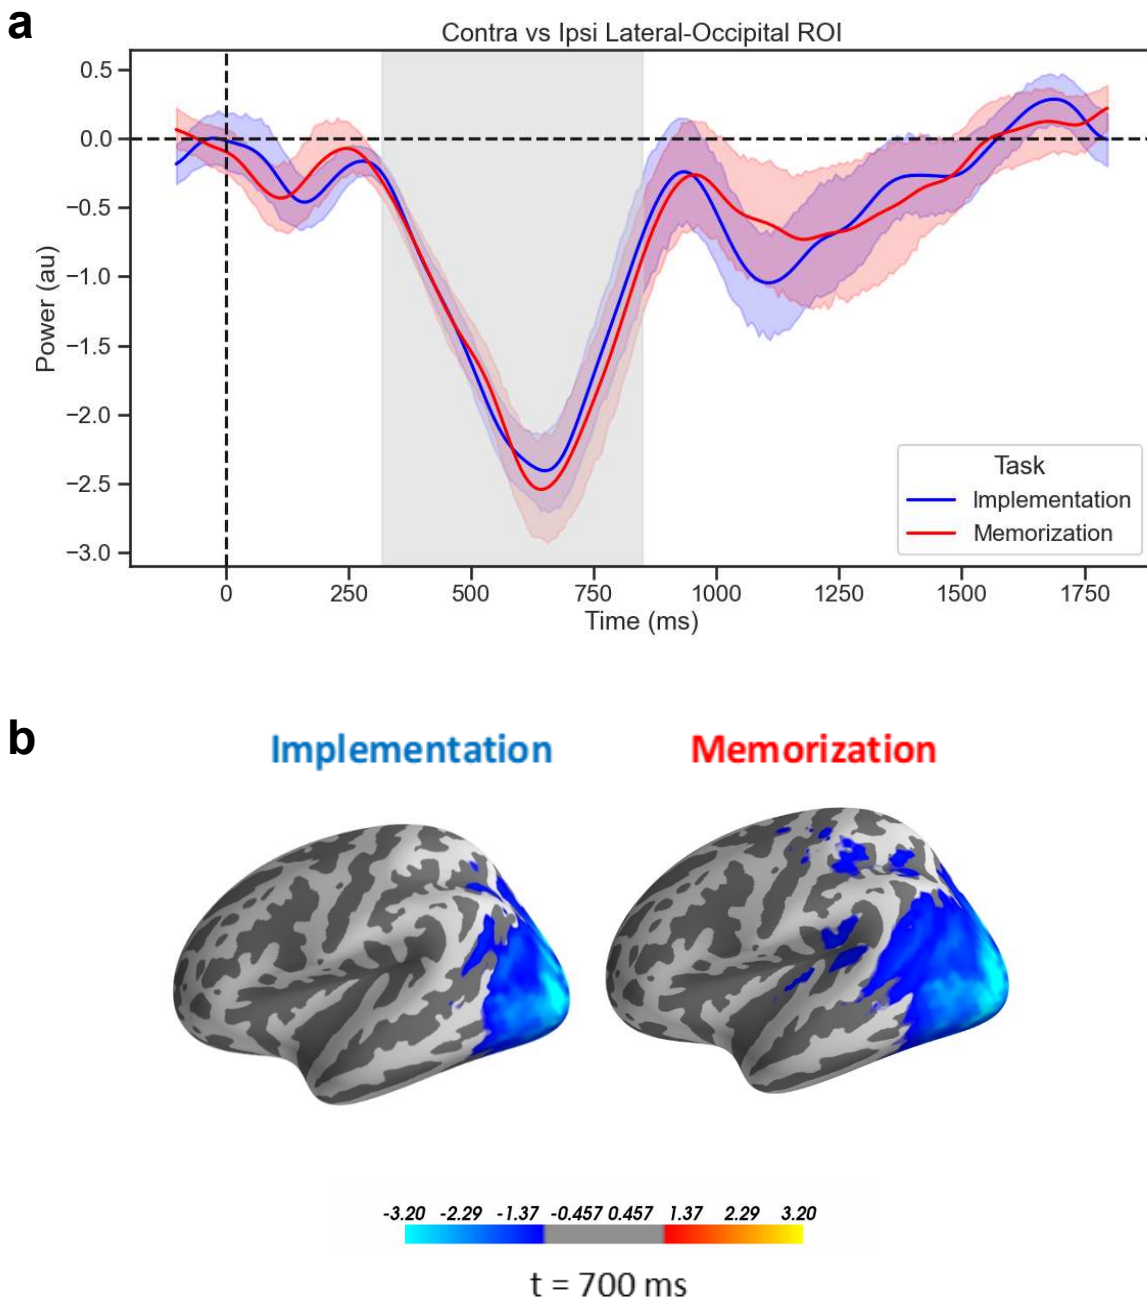 a
Contra vs Ipsi Lateral-Occipital ROI
0.5
0.0
−0.5
−1.0
−1.5
−2.0
−2.5
−3.0
Power (au)
Task
Implementation
Memorization
0 250 500 750 1000 1250 1500 1750
Time (ms)
b
Implementation Memorization
-3.20 -2.29 -1.37 -0.457 0.457 1.37 2.29 3.20
t = 700 ms